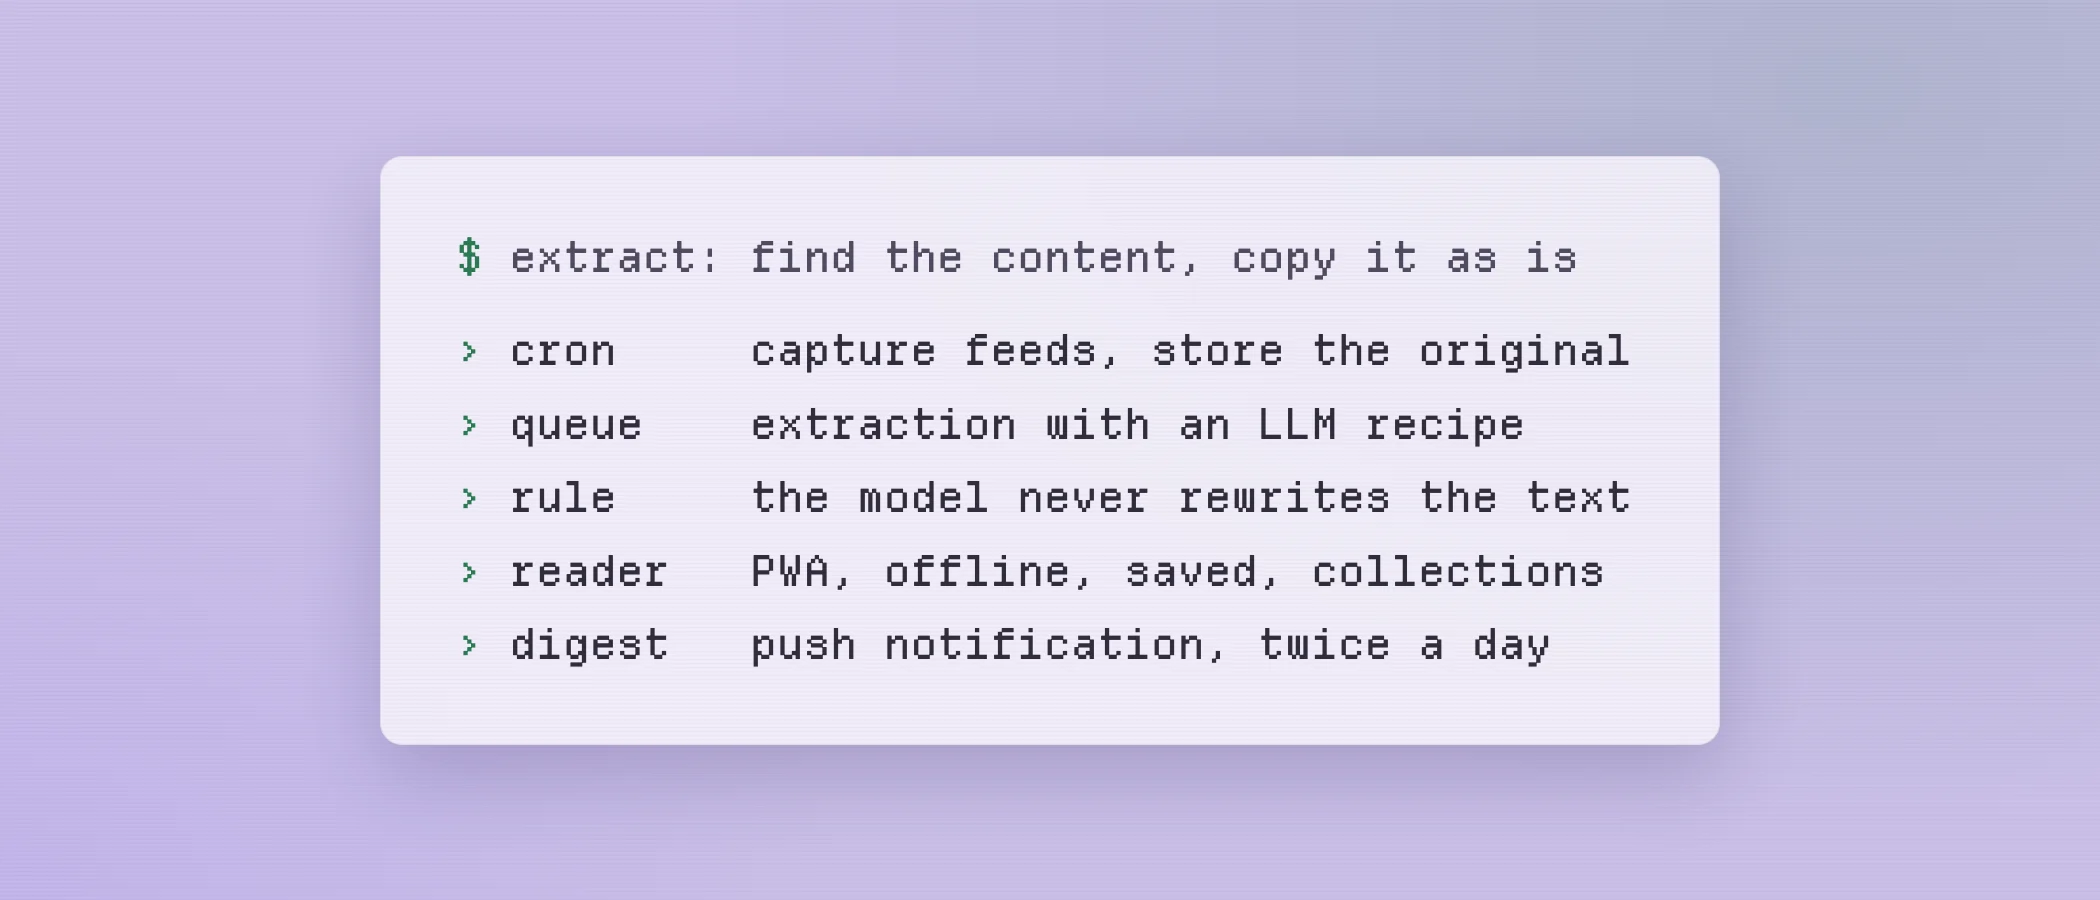 $ extract: find the content, copy it as is
> cron capture feeds, store the original
> queue extraction with an LLM recipe
> rule the model never rewrites the text
> reader PWA, offline, saved, collections
> digest push notification, twice a day